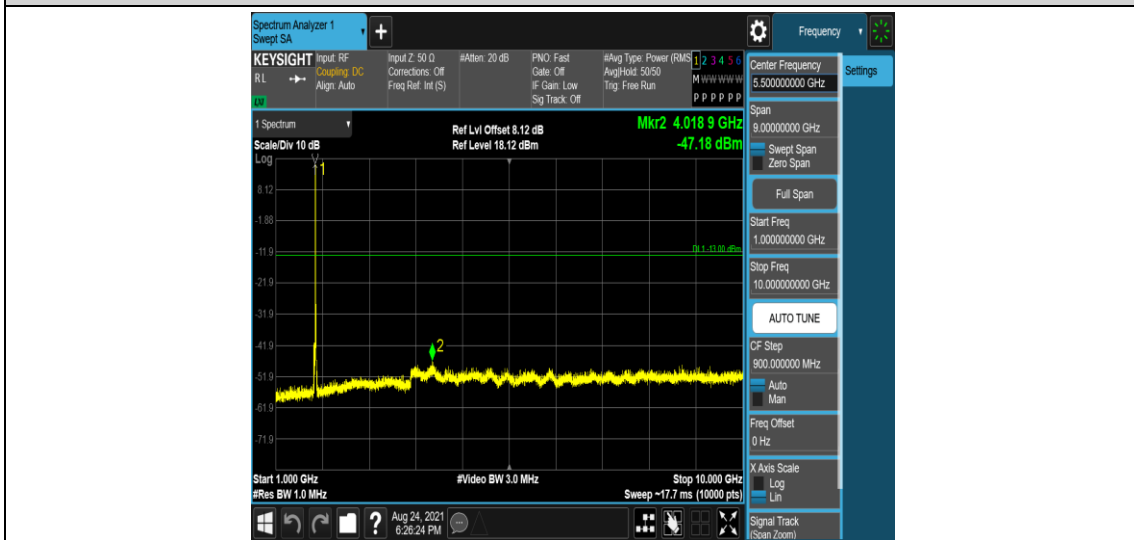 Spectrum Analyzer 1
Swept SA
+
Frequency
KEYSIGHT
RL
LXI
Input: RF
Coupling: DC
Align: Auto
Input Z: 50 Ω
Corrections: Off
Freq Ref: Int (S)
#Atten: 20 dB
PNO: Fast
Gate: Off
IF Gain: Low
Sig Track: Off
#Avg Type: Power (RMS
Avg|Hold: 50/50
Trig: Free Run
1 2 3 4 5 6
M W W W W W
P P P P P P
1 Spectrum
Scale/Div 10 dB
Log
Ref Lvl Offset 8.12 dB
Ref Level 18.12 dBm
Mkr2 4.018 9 GHz
-47.18 dBm
1
8.12
-1.88
-11.9
DL1 -13.00 dBm
-21.9
-31.9
-41.9
2
-51.9
-61.9
-71.9
Start 1.000 GHz
#Res BW 1.0 MHz
#Video BW 3.0 MHz
Stop 10.000 GHz
Sweep ~17.7 ms (10000 pts)
?
Aug 24, 2021
6:26:24 PM
Center Frequency
5.500000000 GHz
Settings
Span
9.00000000 GHz
Swept Span
Zero Span
Full Span
Start Freq
1.000000000 GHz
Stop Freq
10.000000000 GHz
AUTO TUNE
CF Step
900.000000 MHz
Auto
Man
Freq Offset
0 Hz
X Axis Scale
Log
Lin
Signal Track
(Span Zoom)